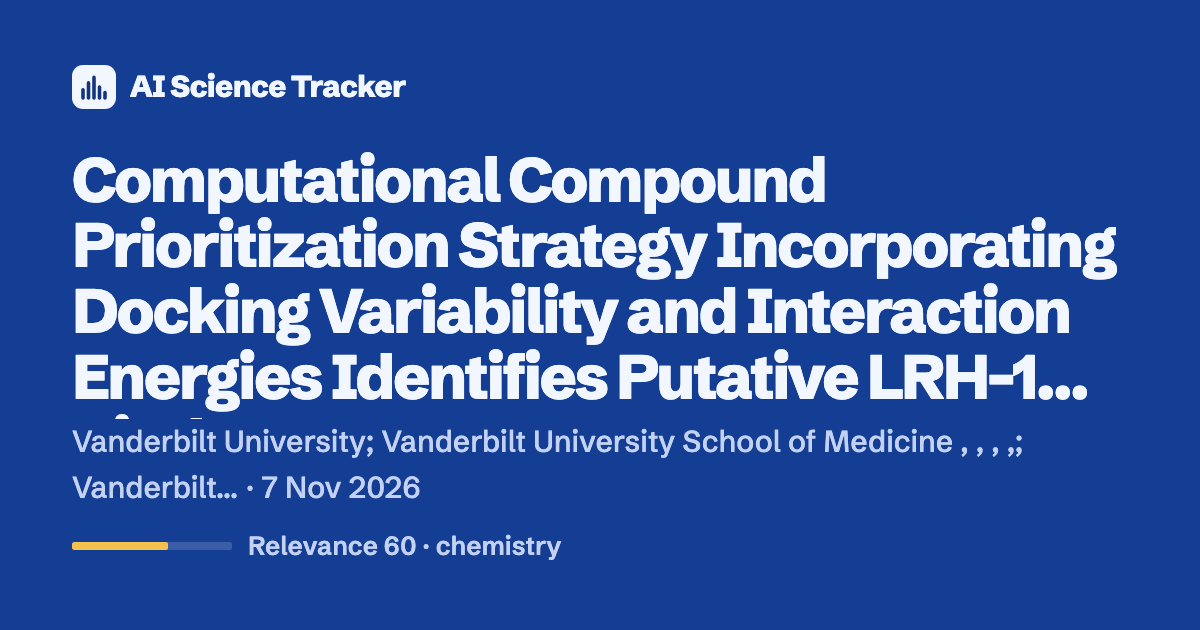 AI Science Tracker
Computational Compound
Prioritization Strategy Incorporating
Docking Variability and Interaction
Energies Identifies Putative LRH-1...
Vanderbilt University; Vanderbilt University School of Medicine , , , ,;
Vanderbilt... · 7 Nov 2026
Relevance 60 · chemistry